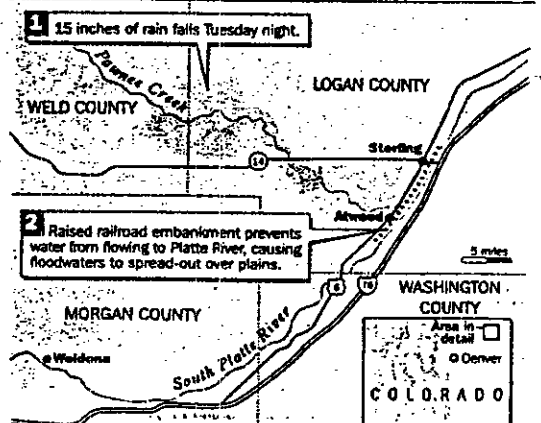 1 15 inches of rain falls Tuesday night.
Pawnee Creek
LOGAN COUNTY
WELD COUNTY
Sterling
14
Atwood
2 Raised railroad embankment prevents
water from flowing to Platte River, causing
floodwaters to spread out over plains.
5 miles
6
76
WASHINGTON
COUNTY
MORGAN COUNTY
South Platte River
Weldona
Area in
detail
Denver
COLORADO